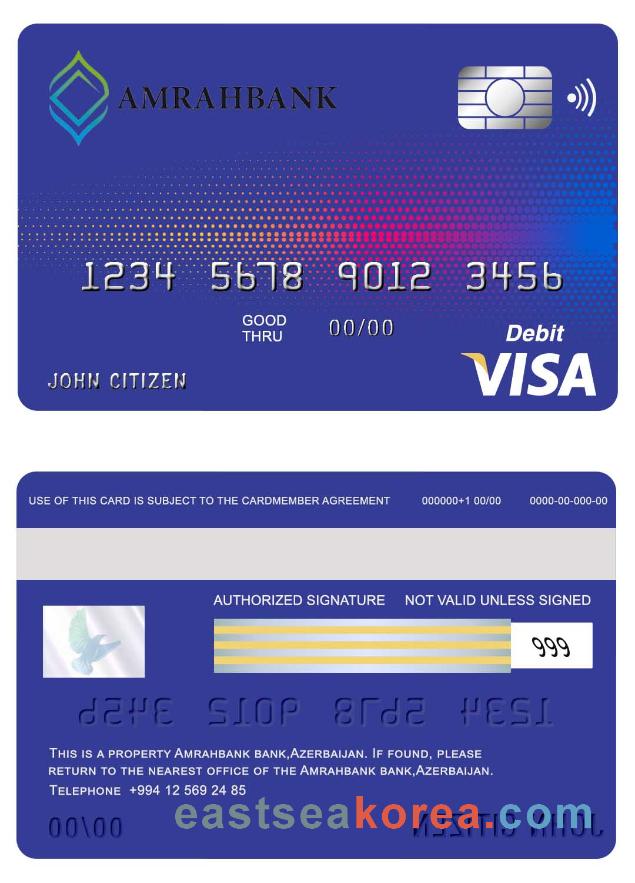 AMRAHBANK
1234 5678 9012 3456
GOOD THRU 00/00
Debit
JOHN CITIZEN
VISA
USE OF THIS CARD IS SUBJECT TO THE CARDMEMBER AGREEMENT 000000+1 00/00 0000-00-000-00
AUTHORIZED SIGNATURE NOT VALID UNLESS SIGNED
999
1234 5678 9012 3456
THIS IS A PROPERTY AMRAHBANK BANK,AZERBAIJAN. IF FOUND, PLEASE
RETURN TO THE NEAREST OFFICE OF THE AMRAHBANK BANK,AZERBAIJAN.
TELEPHONE +994 12 569 24 85
eastseakorea.com
00/00 JOHN CITIZEN